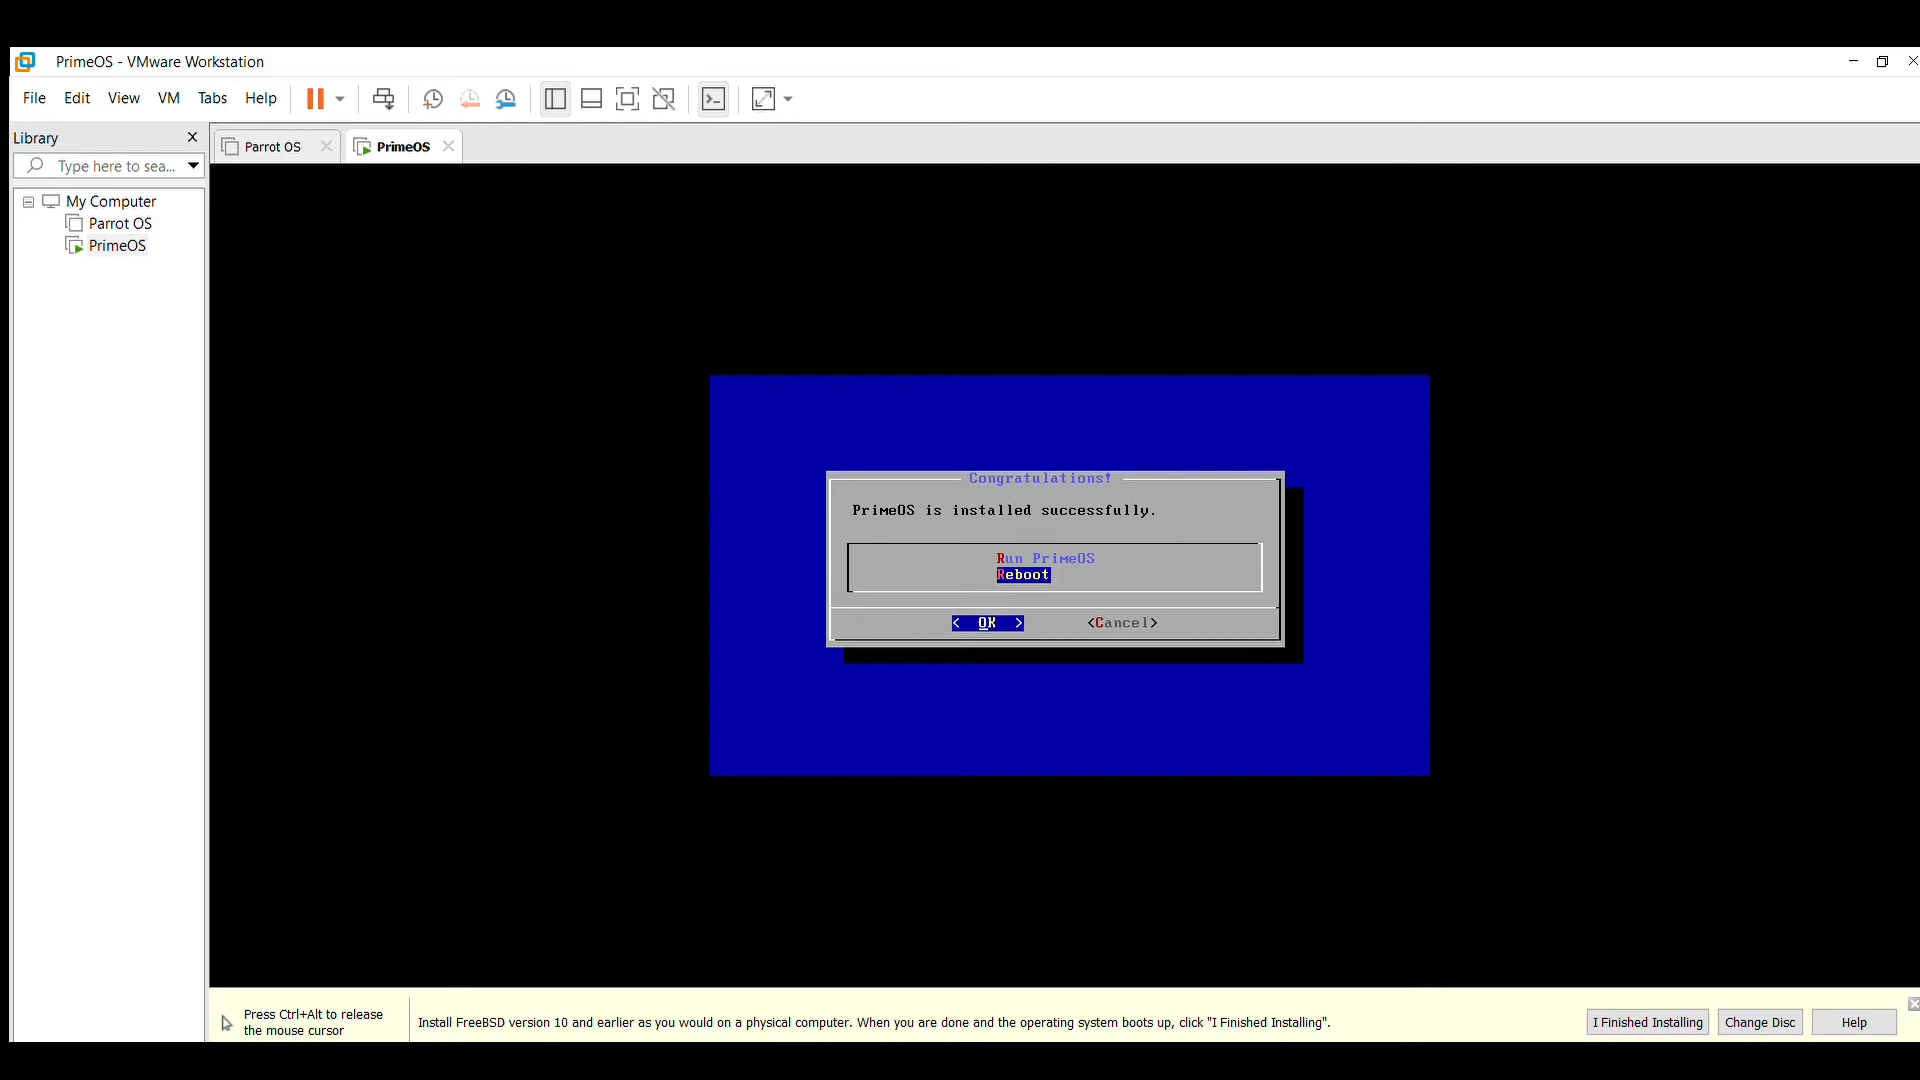 PrimeOS - VMware Workstation
File Edit View VM Tabs Help
Library
Type here to sea...
My Computer
Parrot OS
PrimeOS
Parrot OS
PrimeOS
Congratulations!
PrimeOS is installed successfully.
Run PrimeOS
Reboot
< OK > <Cancel>
Press Ctrl+Alt to release
the mouse cursor
Install FreeBSD version 10 and earlier as you would on a physical computer. When you are done and the operating system boots up, click "I Finished Installing".
I Finished Installing Change Disc Help